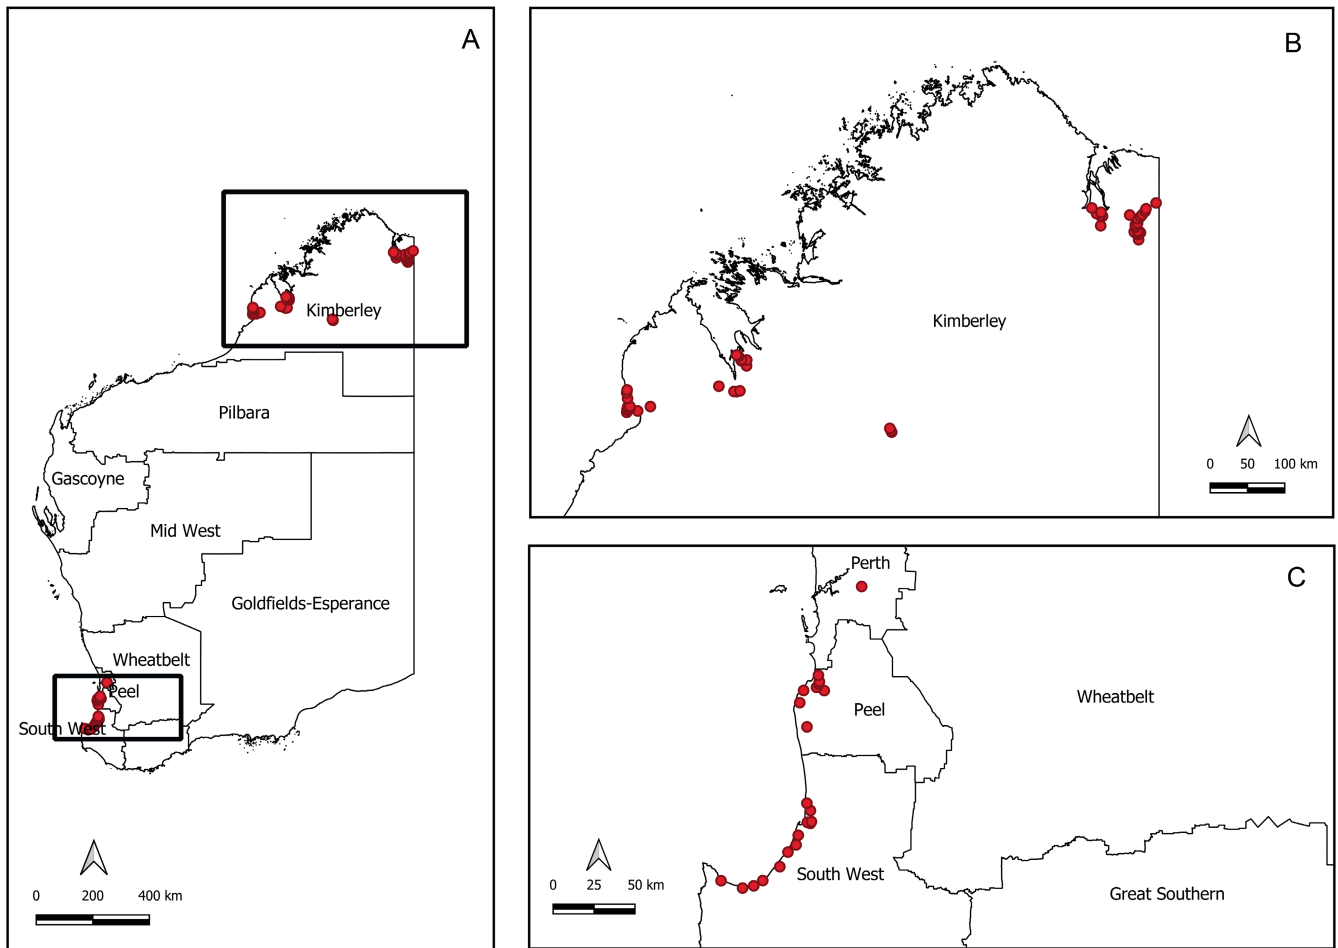 A
Kimberley
Pilbara
Gascoyne
Mid West
Goldfields-Esperance
Wheatbelt
Peel
South West
0 200 400 km
B
Kimberley
0 50 100 km
C
Perth
Peel
Wheatbelt
South West
Great Southern
0 25 50 km